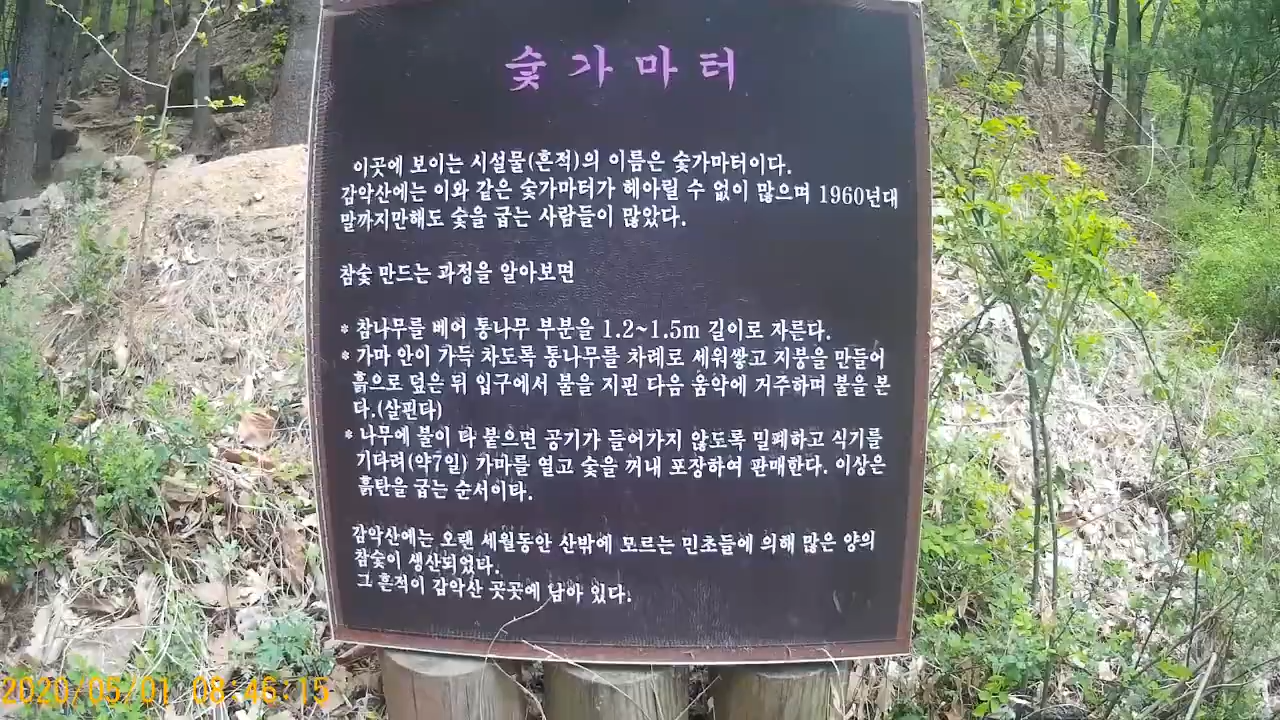 숯가마터
이곳에 보이는 시설물(흔적)의 이름은 숯가마터이다.
감악산에는 이와 같은 숯가마터가 헤아릴 수 없이 많으며 1960년대
말까지만해도 숯을 굽는 사람들이 많았다.
참숯 만드는 과정을 알아보면
* 참나무를 베어 통나무 부분을 1.2~1.5m 길이로 자른다.
* 가마 안이 가득 차도록 통나무를 차례로 세워쌓고 지붕을 만들어
흙으로 덮은 뒤 입구에서 불을 지핀 다음 움막에 거주하며 불을 본
다.(살핀다)
* 나무에 불이 다 붙으면 공기가 들어가지 않도록 밀폐하고 식기를
기다려(약7일) 가마를 열고 숯을 꺼내 포장하여 판매한다. 이상은
흙탄을 굽는 순서이다.
감악산에는 오랜 세월동안 산밖에 모르는 민초들에 의해 많은 양의
참숯이 생산되었다.
그 흔적이 감악산 곳곳에 남아 있다.
2020/05/01 08:46:15